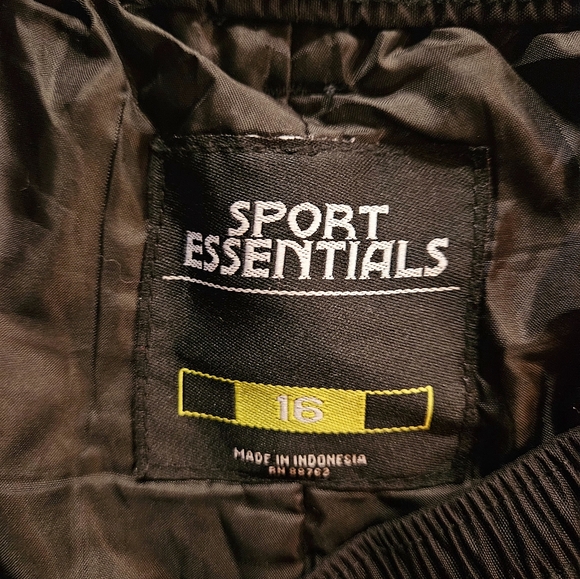 SPORT
ESSENTIALS
16
MADE IN INDONESIA
RN 88762